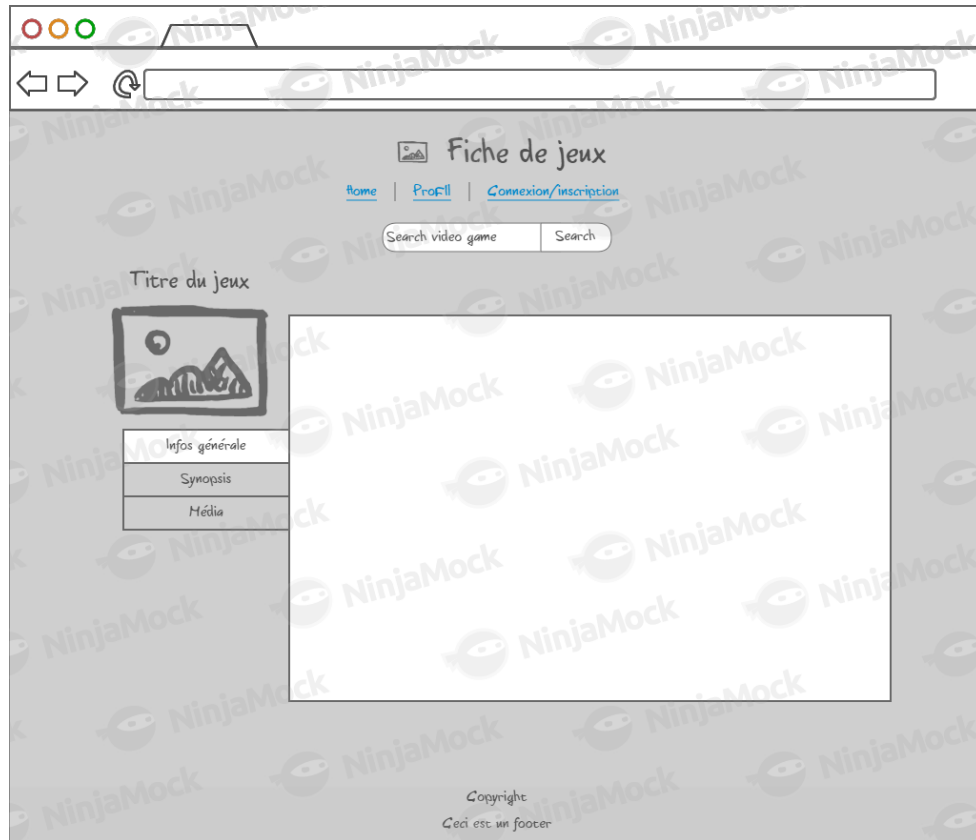 Fiche de jeux
Home | Profil | Connexion/inscription
Search video game Search
Titre du jeux
Infos générale
Synopsis
Média
Copyright
Ceci est un footer
NinjaMock